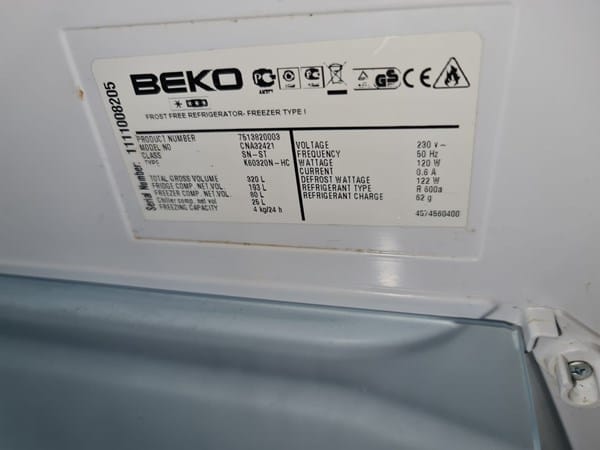 BEKO
FROST FREE REFRIGERATOR- FREEZER TYPE I
Serial Number: 1111008205
PRODUCT NUMBER 7513820003
MODEL NO CNA32421
CLASS SN-ST
TYPE K60320N-HC
TOTAL GROSS VOLUME 320 L
FRIDGE COMP. NET.VOL 193 L
FREEZER COMP. NET.VOL. 60 L
Chiller comp. net vol 25 L
FREEZING CAPACITY 4 kg/24 h
VOLTAGE 230 V~
FREQUENCY 50 Hz
WATTAGE 120 W
CURRENT 0.6 A
DEFROST WATTAGE 122 W
REFRIGERANT TYPE R 600a
REFRIGERANT CHARGE 62 g
4574660400